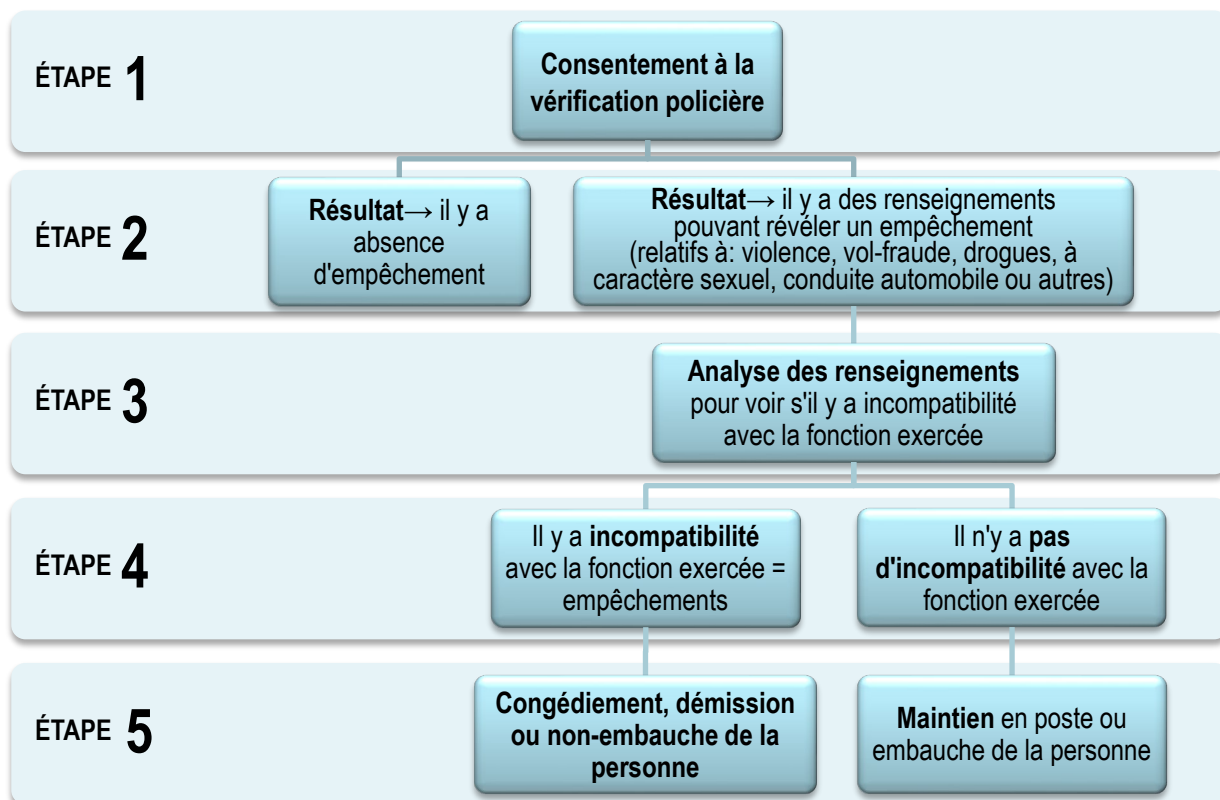 ÉTAPE 1
Consentement à la
vérification policière
ÉTAPE 2
Résultat→ il y a
absence
d'empêchement
Résultat→ il y a des renseignements
pouvant révéler un empêchement
(relatifs à: violence, vol-fraude, drogues, à
caractère sexuel, conduite automobile ou autres)
ÉTAPE 3
Analyse des renseignements
pour voir s'il y a incompatibilité
avec la fonction exercée
ÉTAPE 4
Il y a incompatibilité
avec la fonction exercée =
empêchements
Il n'y a pas
d'incompatibilité avec la
fonction exercée
ÉTAPE 5
Congédiement, démission
ou non-embauche de la
personne
Maintien en poste ou
embauche de la personne